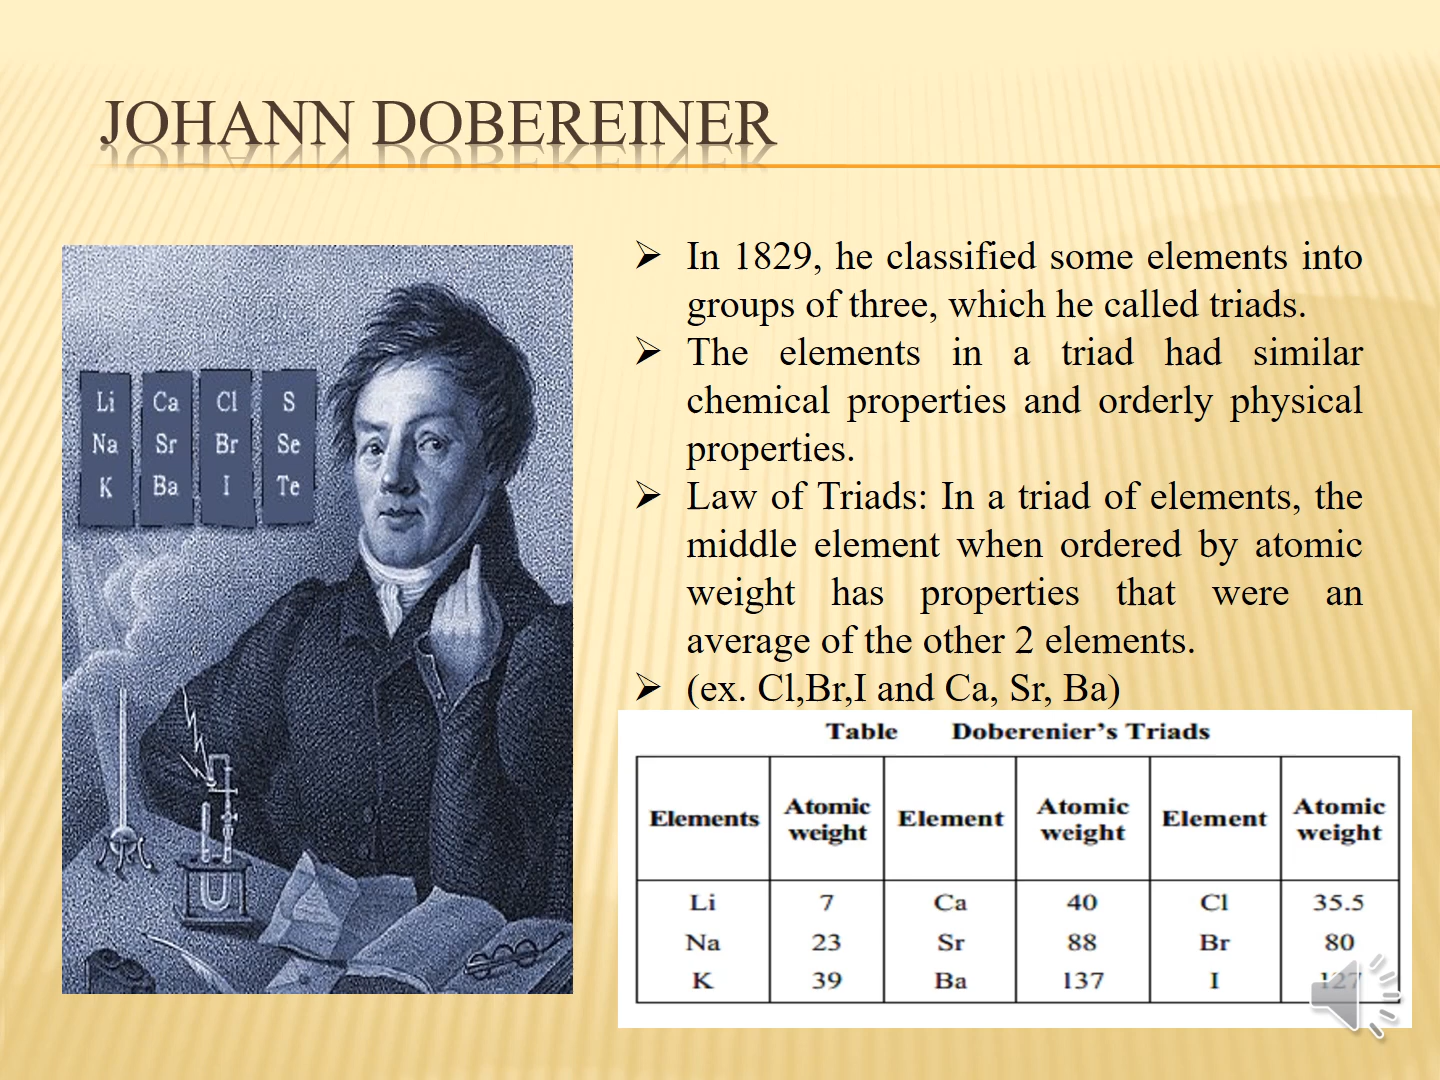 JOHANN DOBEREINER
Li Ca Cl S
Na Sr Br Se
K Ba I Te
➢ In 1829, he classified some elements into
groups of three, which he called triads.
➢ The elements in a triad had similar
chemical properties and orderly physical
properties.
➢ Law of Triads: In a triad of elements, the
middle element when ordered by atomic
weight has properties that were an
average of the other 2 elements.
➢ (ex. Cl,Br,I and Ca, Sr, Ba)
Table Doberenier's Triads
Elements Atomic weight Element Atomic weight Element Atomic weight
Li 7 Ca 40 Cl 35.5
Na 23 Sr 88 Br 80
K 39 Ba 137 I 127